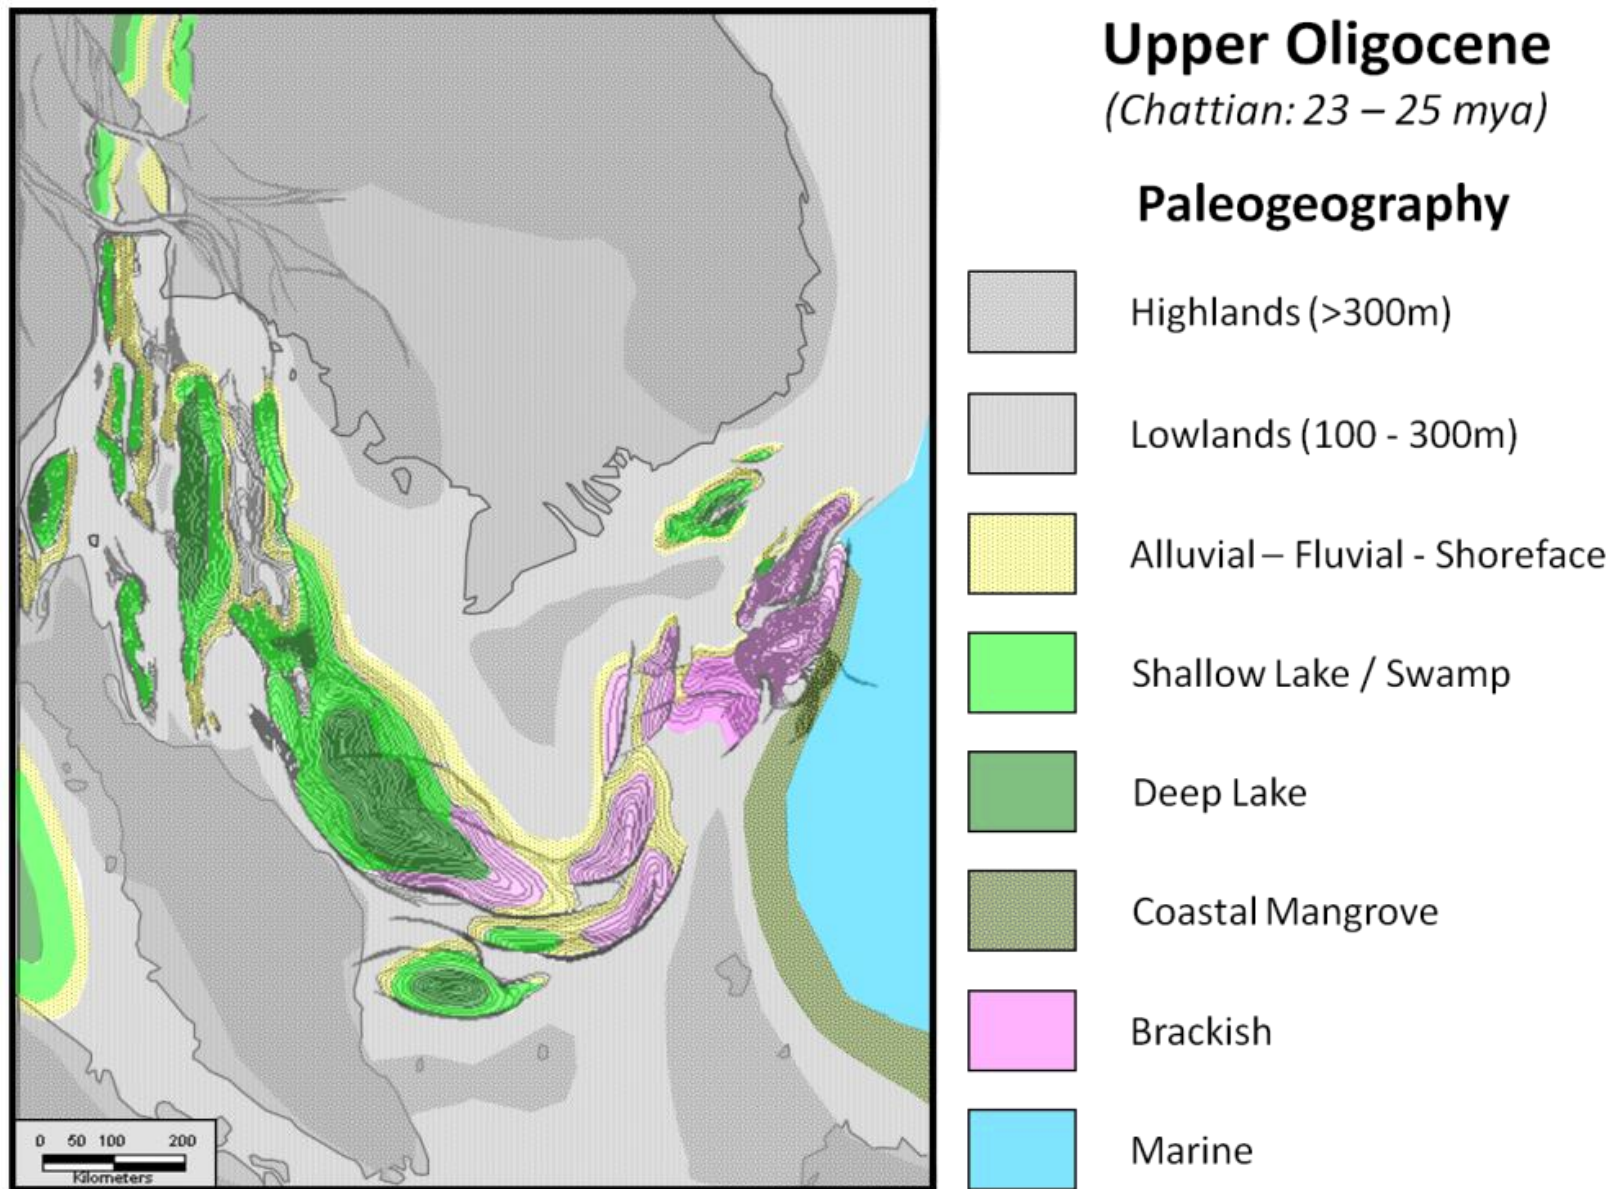 Upper Oligocene
(Chattian: 23 – 25 mya)
Paleogeography
Highlands (>300m)
Lowlands (100 - 300m)
Alluvial – Fluvial - Shoreface
Shallow Lake / Swamp
Deep Lake
Coastal Mangrove
Brackish
Marine
0 50 100 200
Kilometers